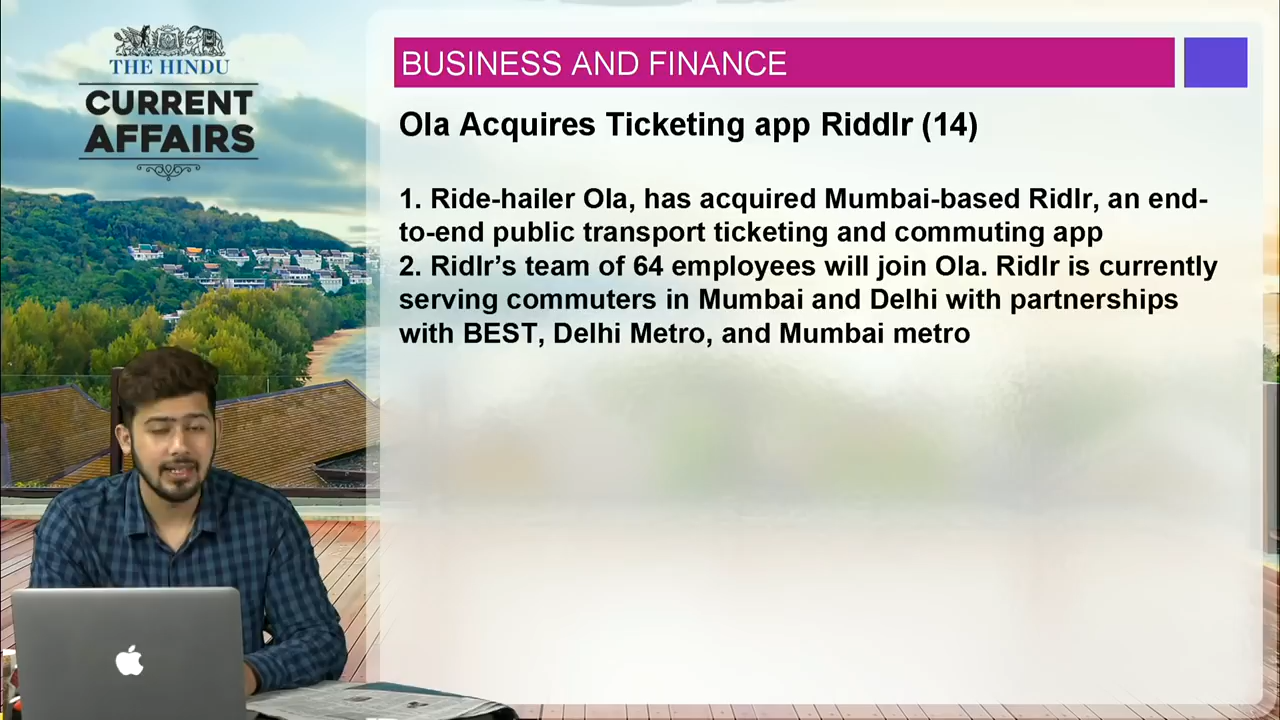 THE HINDU
CURRENT
AFFAIRS
BUSINESS AND FINANCE
Ola Acquires Ticketing app Riddlr (14)
1. Ride-hailer Ola, has acquired Mumbai-based Ridlr, an end-
to-end public transport ticketing and commuting app
2. Ridlr’s team of 64 employees will join Ola. Ridlr is currently
serving commuters in Mumbai and Delhi with partnerships
with BEST, Delhi Metro, and Mumbai metro